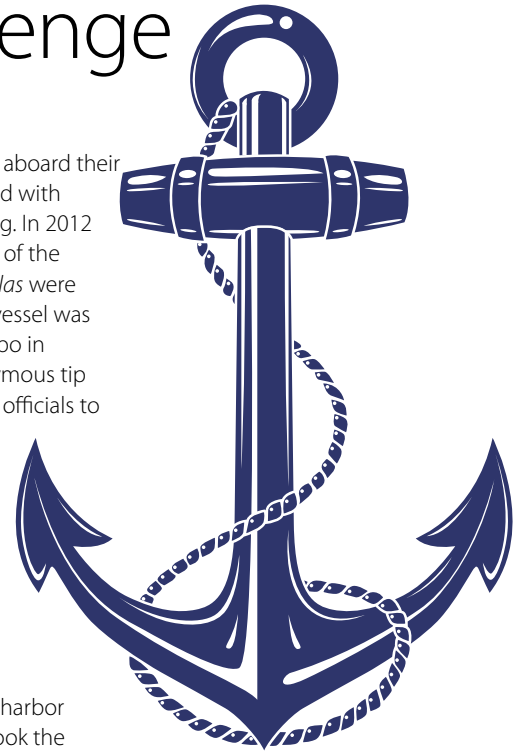 enge
aboard their
d with
g. In 2012
of the
las were
vessel was
oo in
ymous tip
officials to
harbor
ook the